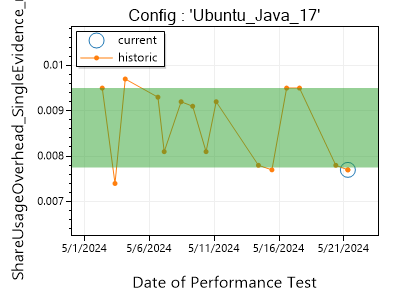 Config : 'Ubuntu_Java_17'
current
historic
ShareUsageOverhead_SingleEvidence_
0.01
0.009
0.008
0.007
5/1/2024
5/6/2024
5/11/2024
5/16/2024
5/21/2024
Date of Performance Test